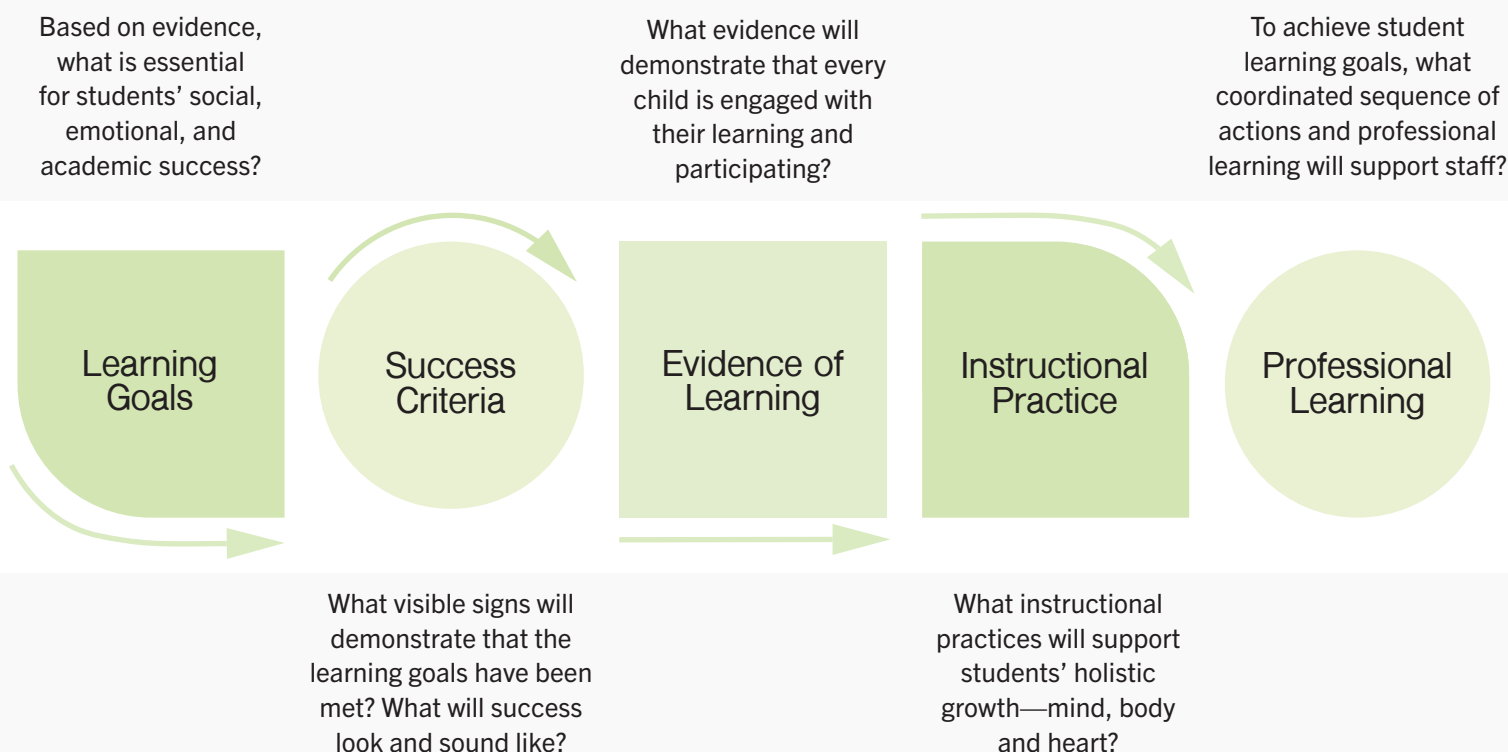 Based on evidence,
what is essential
for students’ social,
emotional, and
academic success?
What evidence will
demonstrate that every
child is engaged with
their learning and
participating?
To achieve student
learning goals, what
coordinated sequence of
actions and professional
learning will support staff?
Learning
Goals
Success
Criteria
Evidence of
Learning
Instructional
Practice
Professional
Learning
What visible signs will
demonstrate that the
learning goals have been
met? What will success
look and sound like?
What instructional
practices will support
students’ holistic
growth—mind, body
and heart?